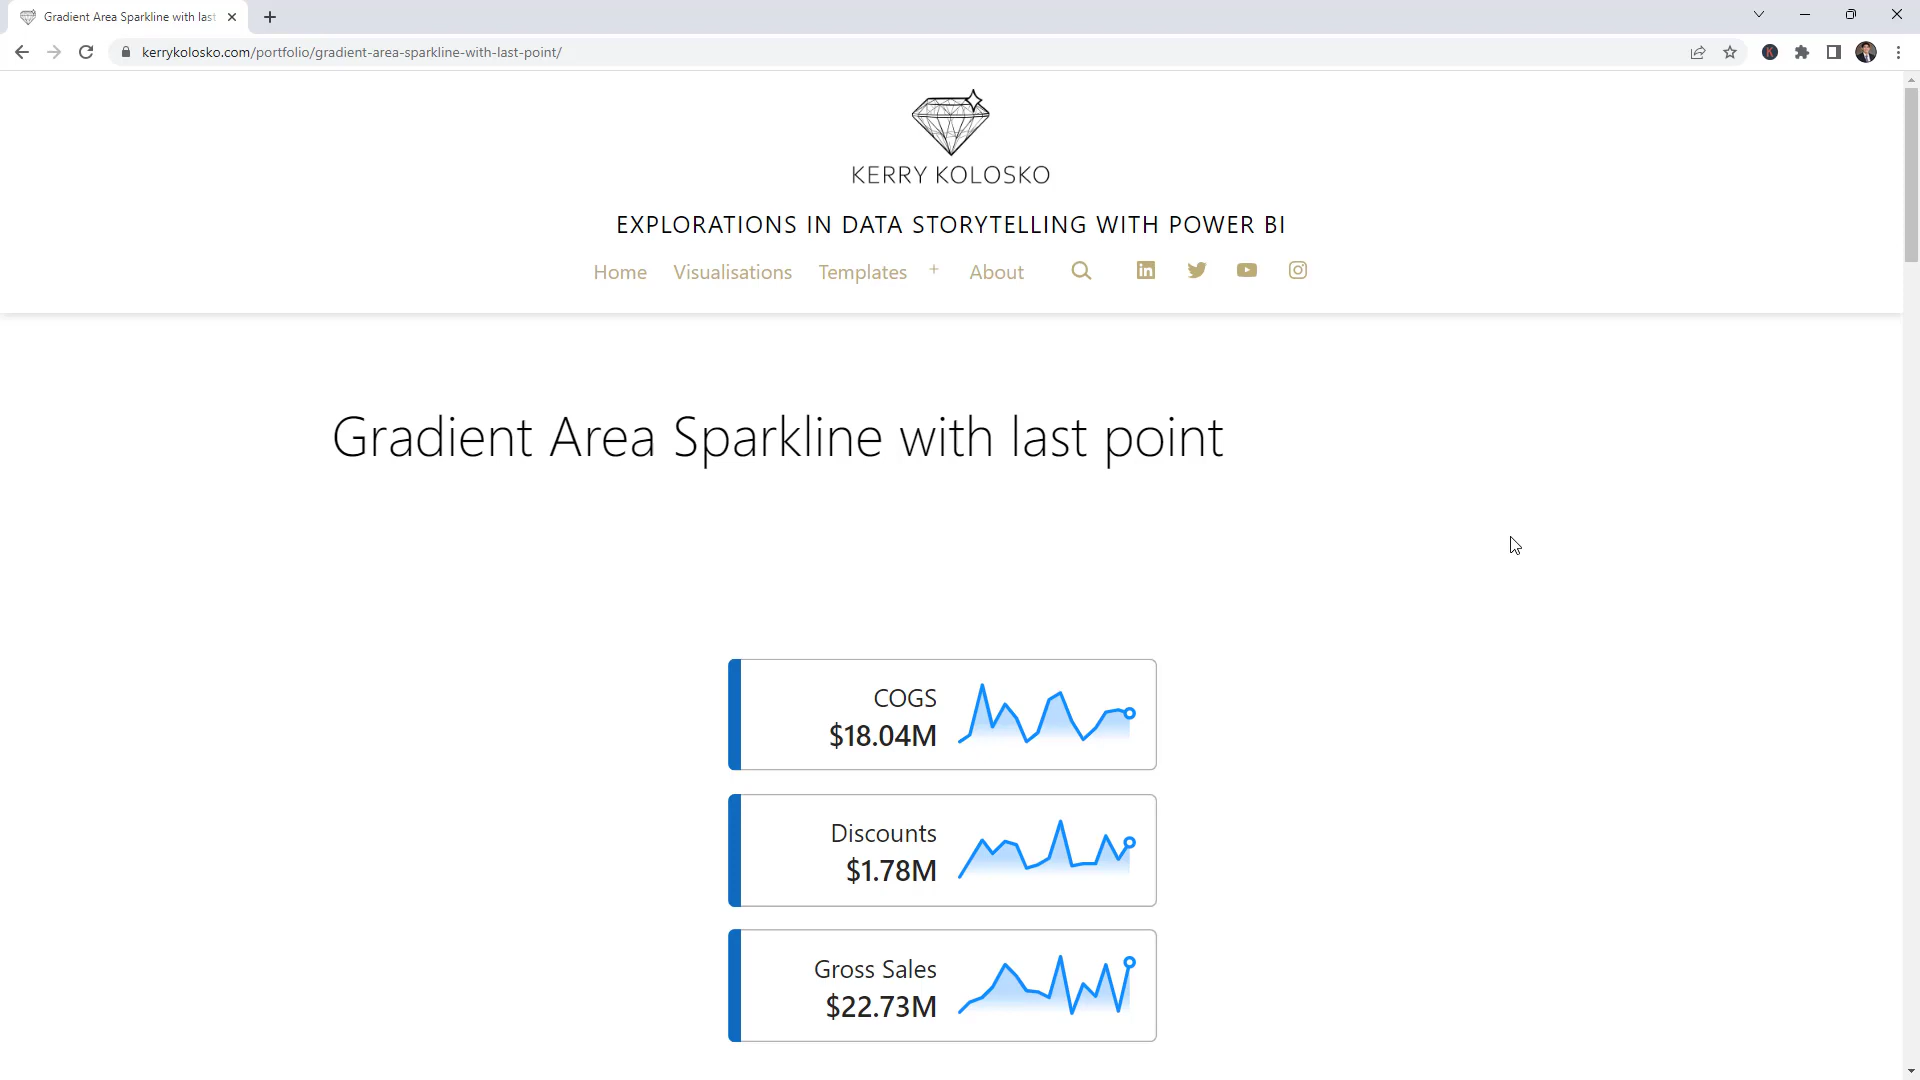 Gradient Area Sparkline with last
kerrykolosko.com/portfolio/gradient-area-sparkline-with-last-point/
K
KERRY KOLOSKO
EXPLORATIONS IN DATA STORYTELLING WITH POWER BI
Home Visualisations Templates + About
Gradient Area Sparkline with last point
COGS
$18.04M
Discounts
$1.78M
Gross Sales
$22.73M